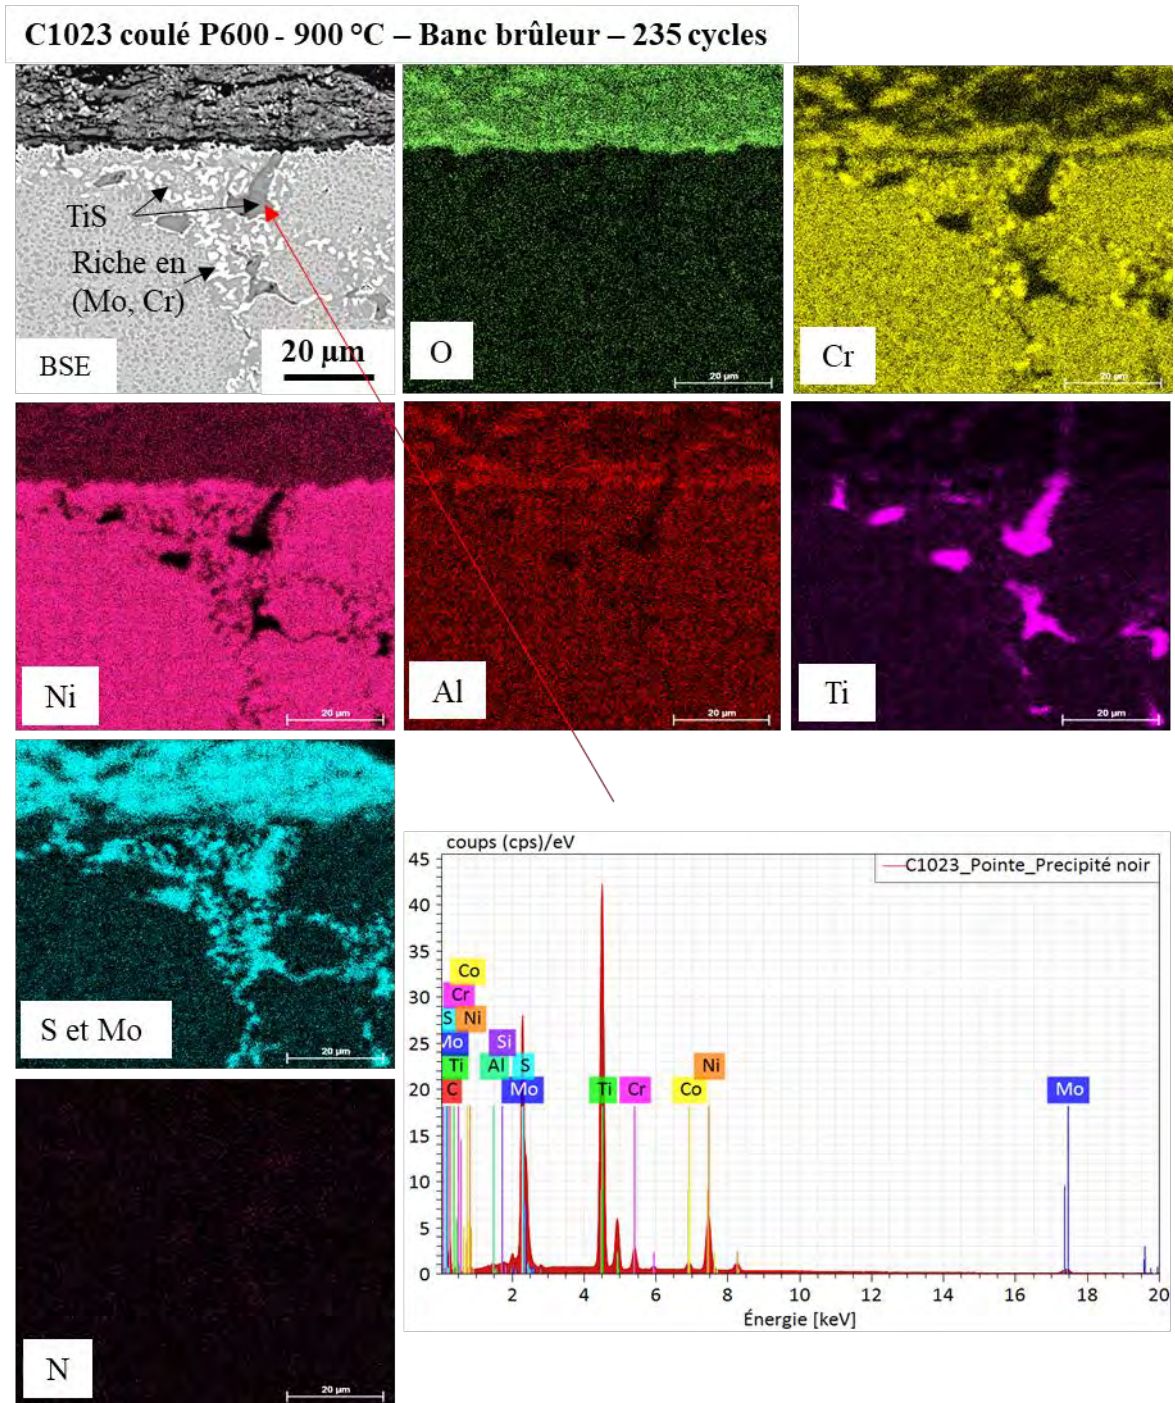 C1023 coulé P600 - 900 °C – Banc brûleur – 235 cycles
TiS
Riche en
(Mo, Cr)
BSE
20 µm
O
20 µm
Cr
20 µm
Ni
20 µm
Al
20 µm
Ti
20 µm
S et Mo
20 µm
N
20 µm
coups (cps)/eV
C1023_Pointe_Precipité noir
45
40
35
30
25
20
15
10
5
0
Co
Cr
S Ni
Mo Si
Ti Al S
C Mo Ti Cr Co Ni Mo
2 4 6 8 10 12 14 16 18 20
Énergie [keV]